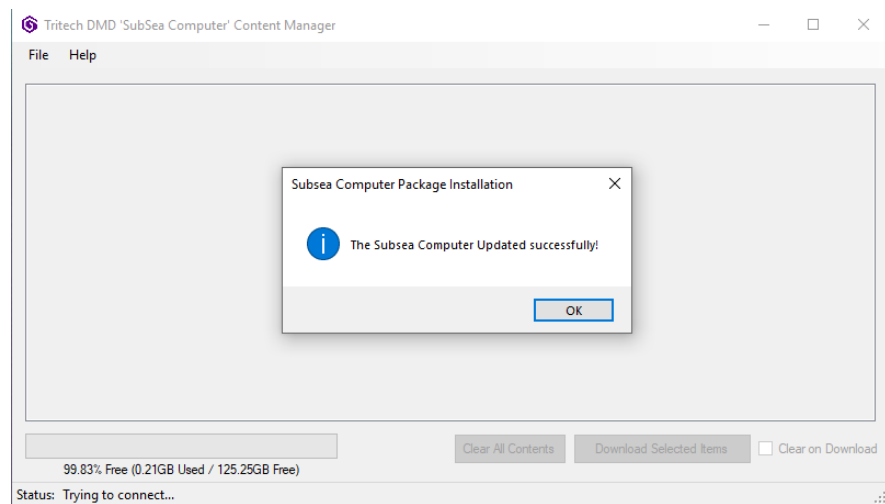 Tritech DMD 'SubSea Computer' Content Manager
File Help
Subsea Computer Package Installation
The Subsea Computer Updated successfully!
OK
Clear All Contents Download Selected Items Clear on Download
99.83% Free (0.21GB Used / 125.25GB Free)
Status: Trying to connect...